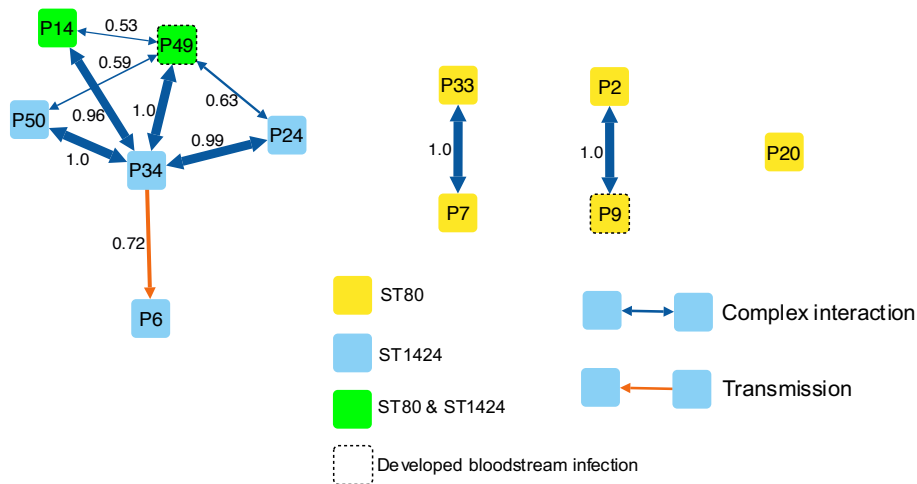 P14
0.53
P49
0.59
P33
P2
0.63
P50
0.96
1.0
P24
1.0
0.99
1.0
1.0
P20
P34
P7
P9
0.72
P6
ST80
Complex interaction
ST1424
Transmission
ST80 & ST1424
Developed bloodstream infection